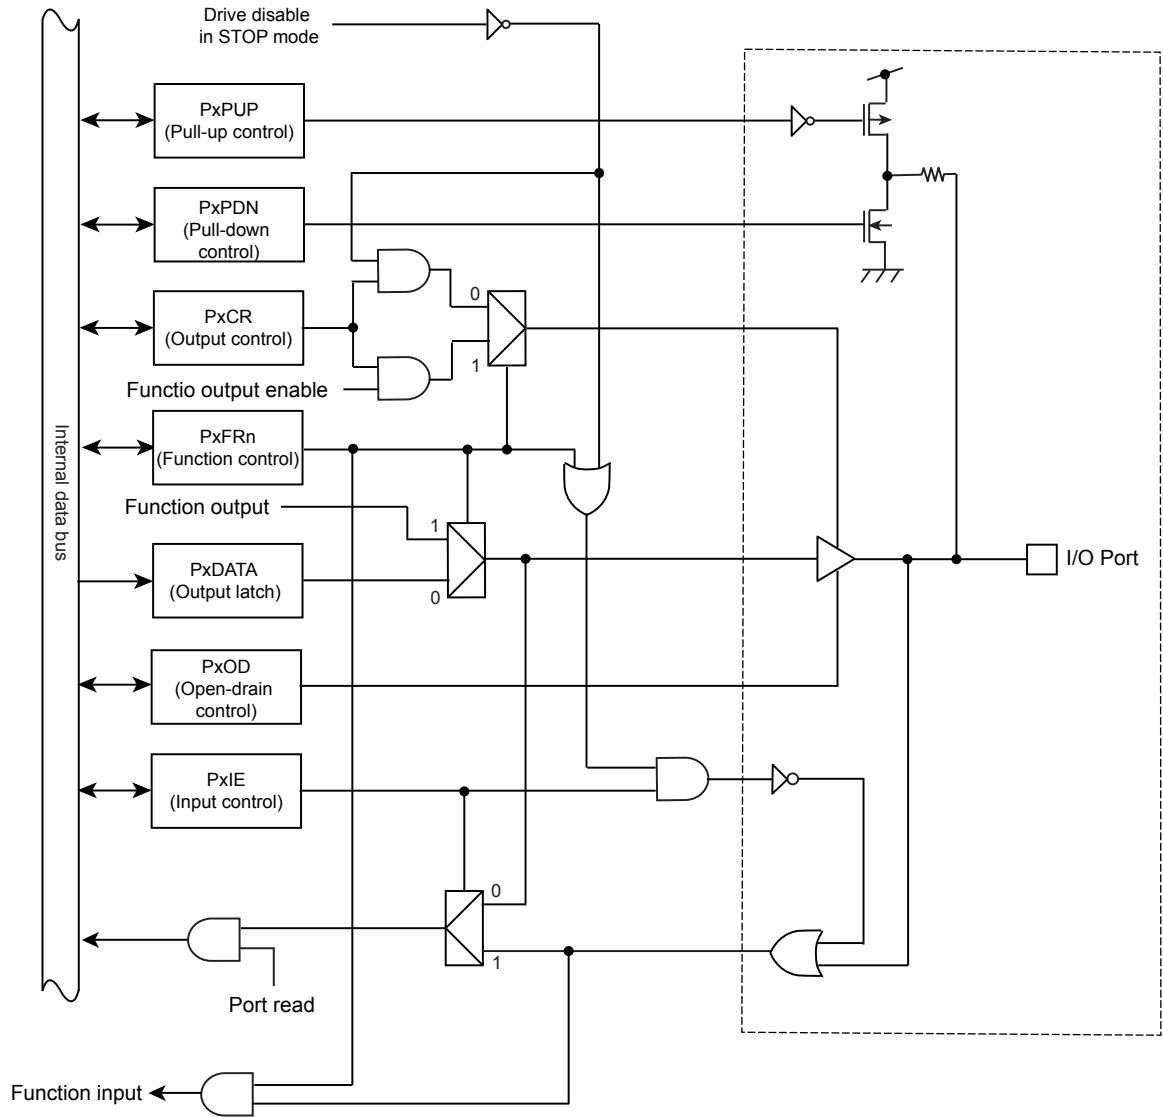 Drive disable
in STOP mode
PxPUP
(Pull-up control)
PxPDN
(Pull-down
control)
PxCR
(Output control)
0
1
Functio output enable
PxFRn
(Function control)
Internal data bus
Function output
1
0
PxDATA
(Output latch)
I/O Port
PxOD
(Open-drain
control)
PxIE
(Input control)
0
1
Port read
Function input